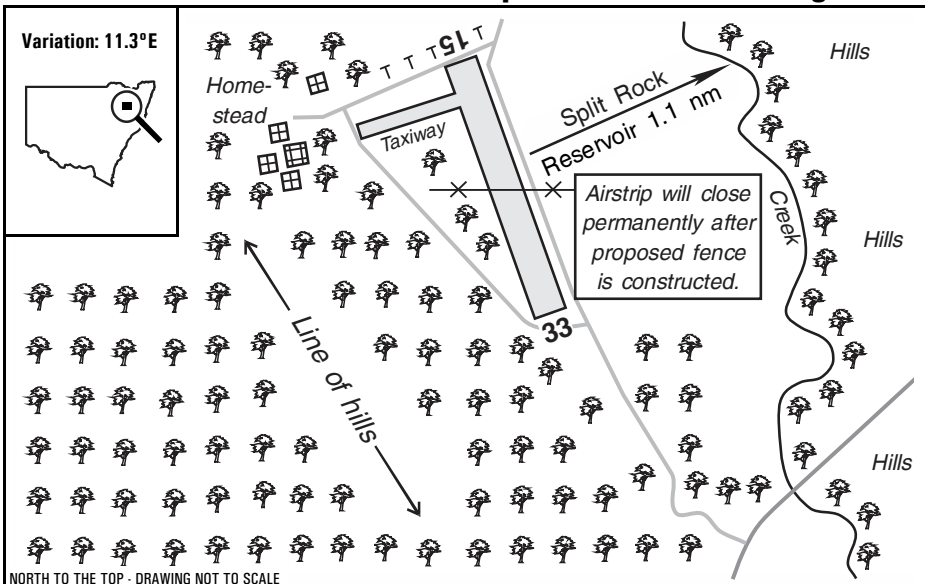 Variation: 11.3ºE
Home-
stead
T T T T
15
Taxiway
Split Rock
Reservoir 1.1 nm
Hills
Creek
Airstrip will close
permanently after
proposed fence
is constructed.
Hills
33
Line of hills
Hills
NORTH TO THE TOP - DRAWING NOT TO SCALE